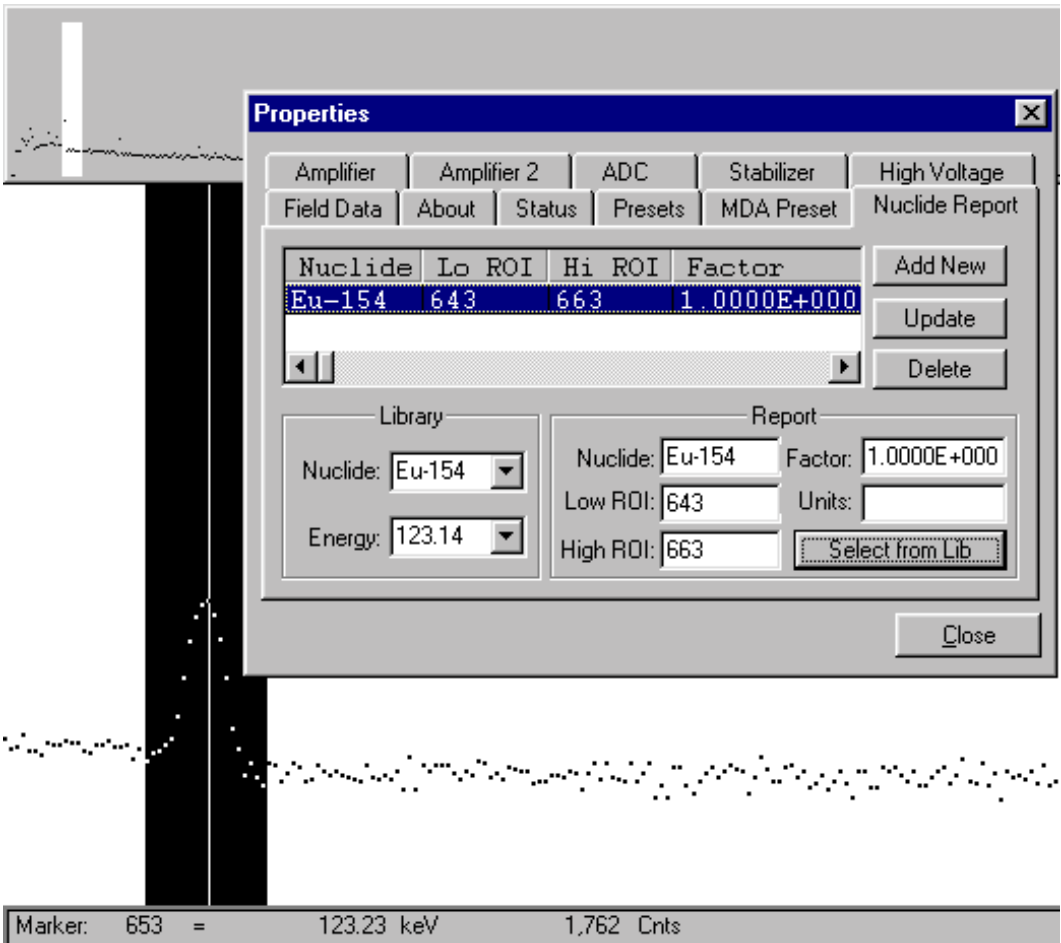 Properties
Amplifier Amplifier 2 ADC Stabilizer High Voltage
Field Data About Status Presets MDA Preset Nuclide Report
Nuclide Lo ROI Hi ROI Factor
Eu-154 643 663 1.0000E+000
Add New
Update
Delete
Library
Nuclide: Eu-154
Energy: 123.14
Report
Nuclide: Eu-154 Factor: 1.0000E+000
Low ROI: 643 Units:
High ROI: 663 Select from Lib
Close
Marker: 653 = 123.23 keV 1,762 Cnts